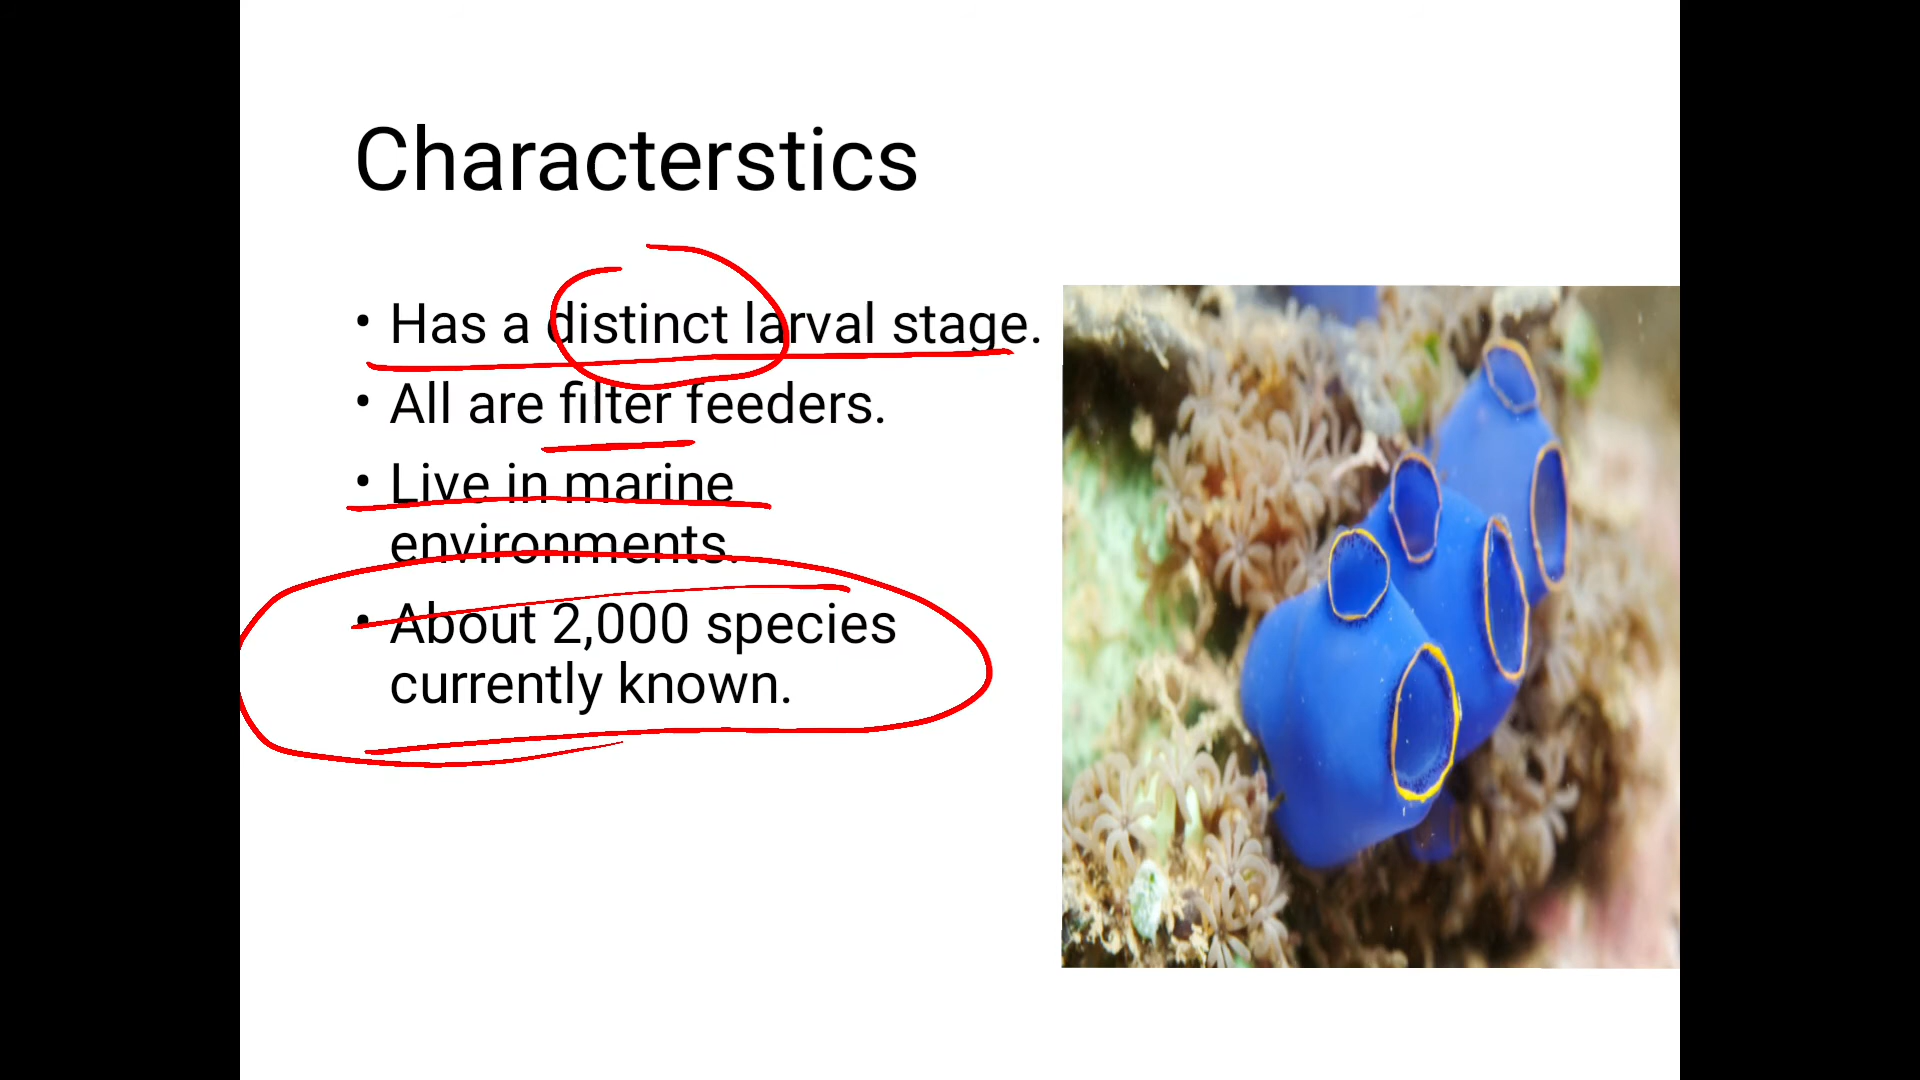 Characterstics
• Has a distinct larval stage.
• All are filter feeders.
• Live in marine
environments.
• About 2,000 species
currently known.